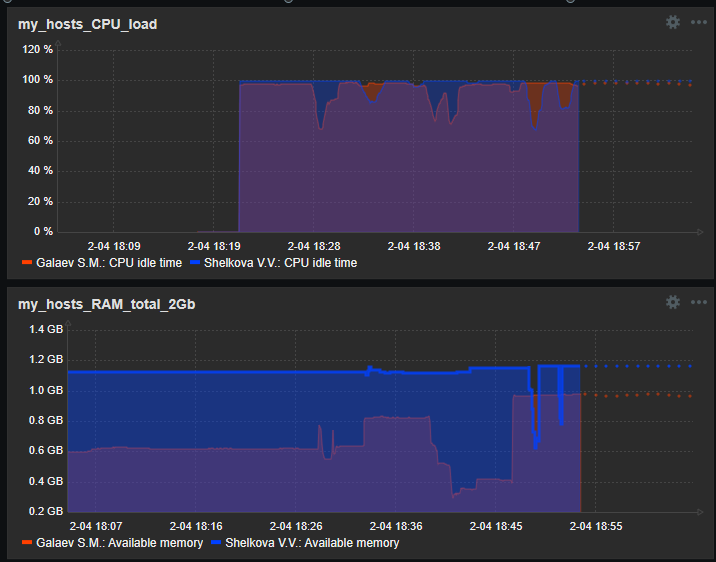 my_hosts_CPU_load
120 %
100 %
80 %
60 %
40 %
20 %
0 %
2-04 18:09 2-04 18:19 2-04 18:28 2-04 18:38 2-04 18:47 2-04 18:57
Galaev S.M.: CPU idle time Shelkova V.V.: CPU idle time
my_hosts_RAM_total_2Gb
1.4 GB
1.2 GB
1.0 GB
0.8 GB
0.6 GB
0.4 GB
0.2 GB
2-04 18:07 2-04 18:16 2-04 18:26 2-04 18:36 2-04 18:45 2-04 18:55
Galaev S.M.: Available memory Shelkova V.V.: Available memory